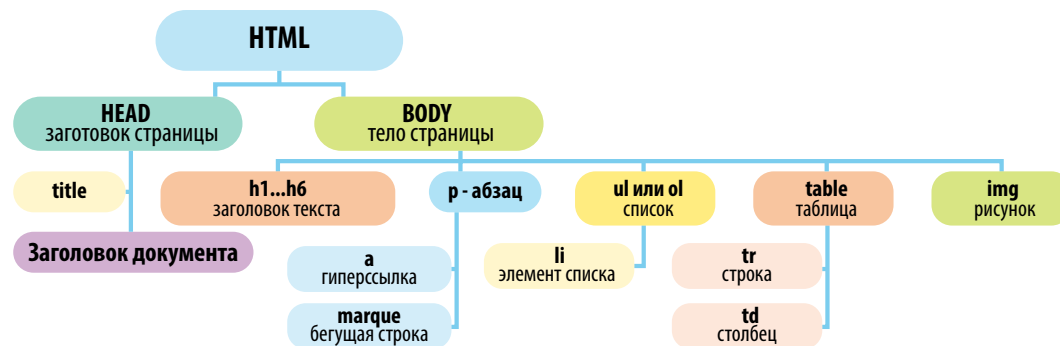 HTML
HEAD
заготовок страницы
BODY
тело страницы
title
h1...h6
заголовок текста
р - абзац
ul или ol
список
table
таблица
img
рисунок
Заголовок документа
a
гиперссылка
li
элемент списка
tr
строка
marque
бегущая строка
td
столбец